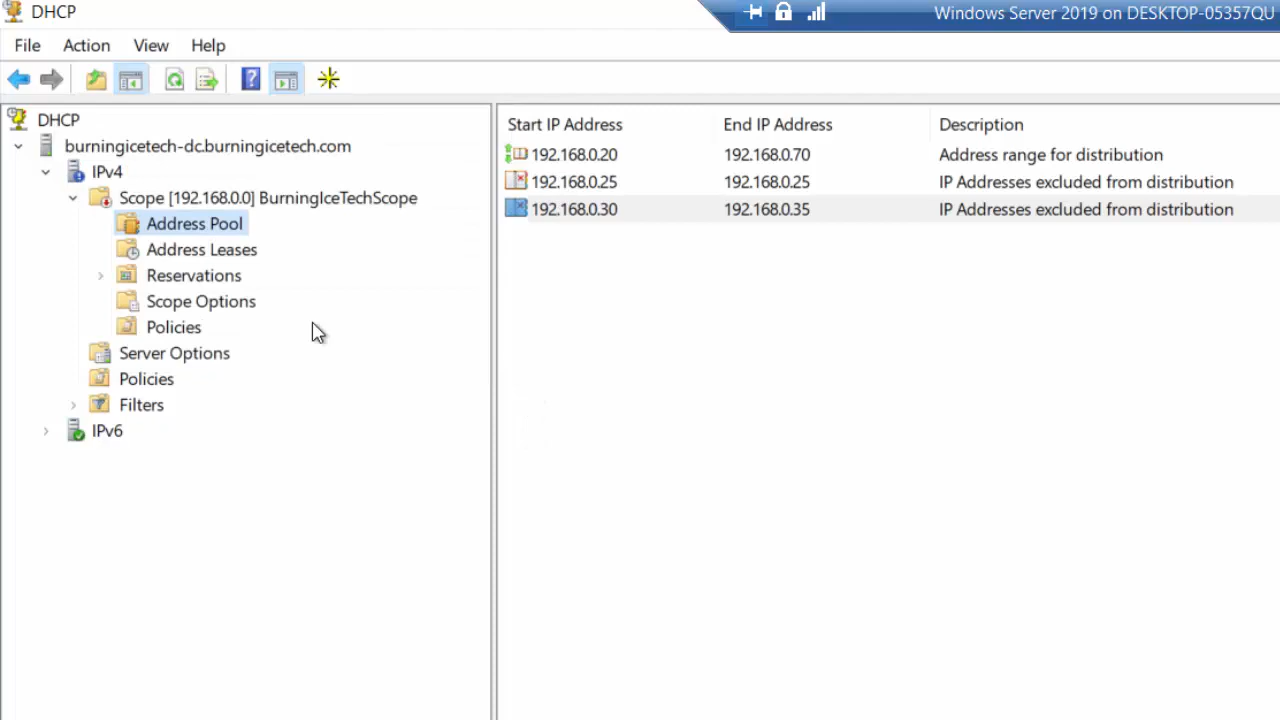 DHCP
Windows Server 2019 on DESKTOP-05357QU
File Action View Help
DHCP
burningicetech-dc.burningicetech.com
IPv4
Scope [192.168.0.0] BurningIceTechScope
Address Pool
Address Leases
Reservations
Scope Options
Policies
Server Options
Policies
Filters
IPv6
Start IP Address End IP Address Description
192.168.0.20 192.168.0.70 Address range for distribution
192.168.0.25 192.168.0.25 IP Addresses excluded from distribution
192.168.0.30 192.168.0.35 IP Addresses excluded from distribution